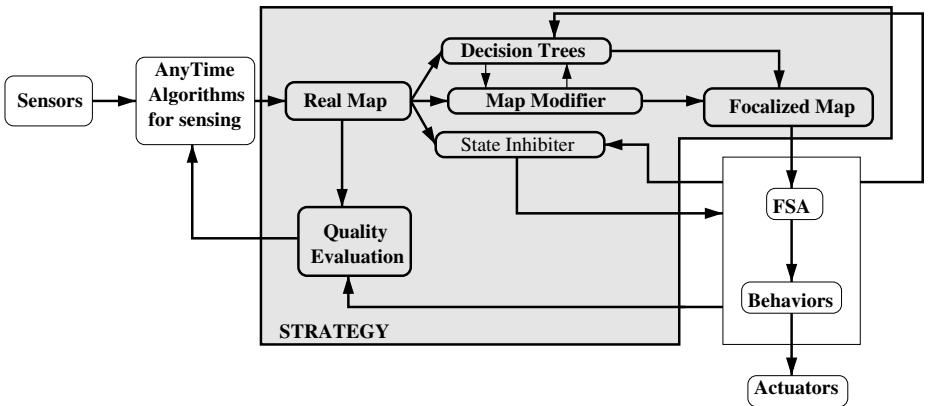 Sensors
AnyTime
Algorithms
for sensing
Real Map
Decision Trees
Map Modifier
State Inhibiter
Focalized Map
Quality
Evaluation
STRATEGY
FSA
Behaviors
Actuators